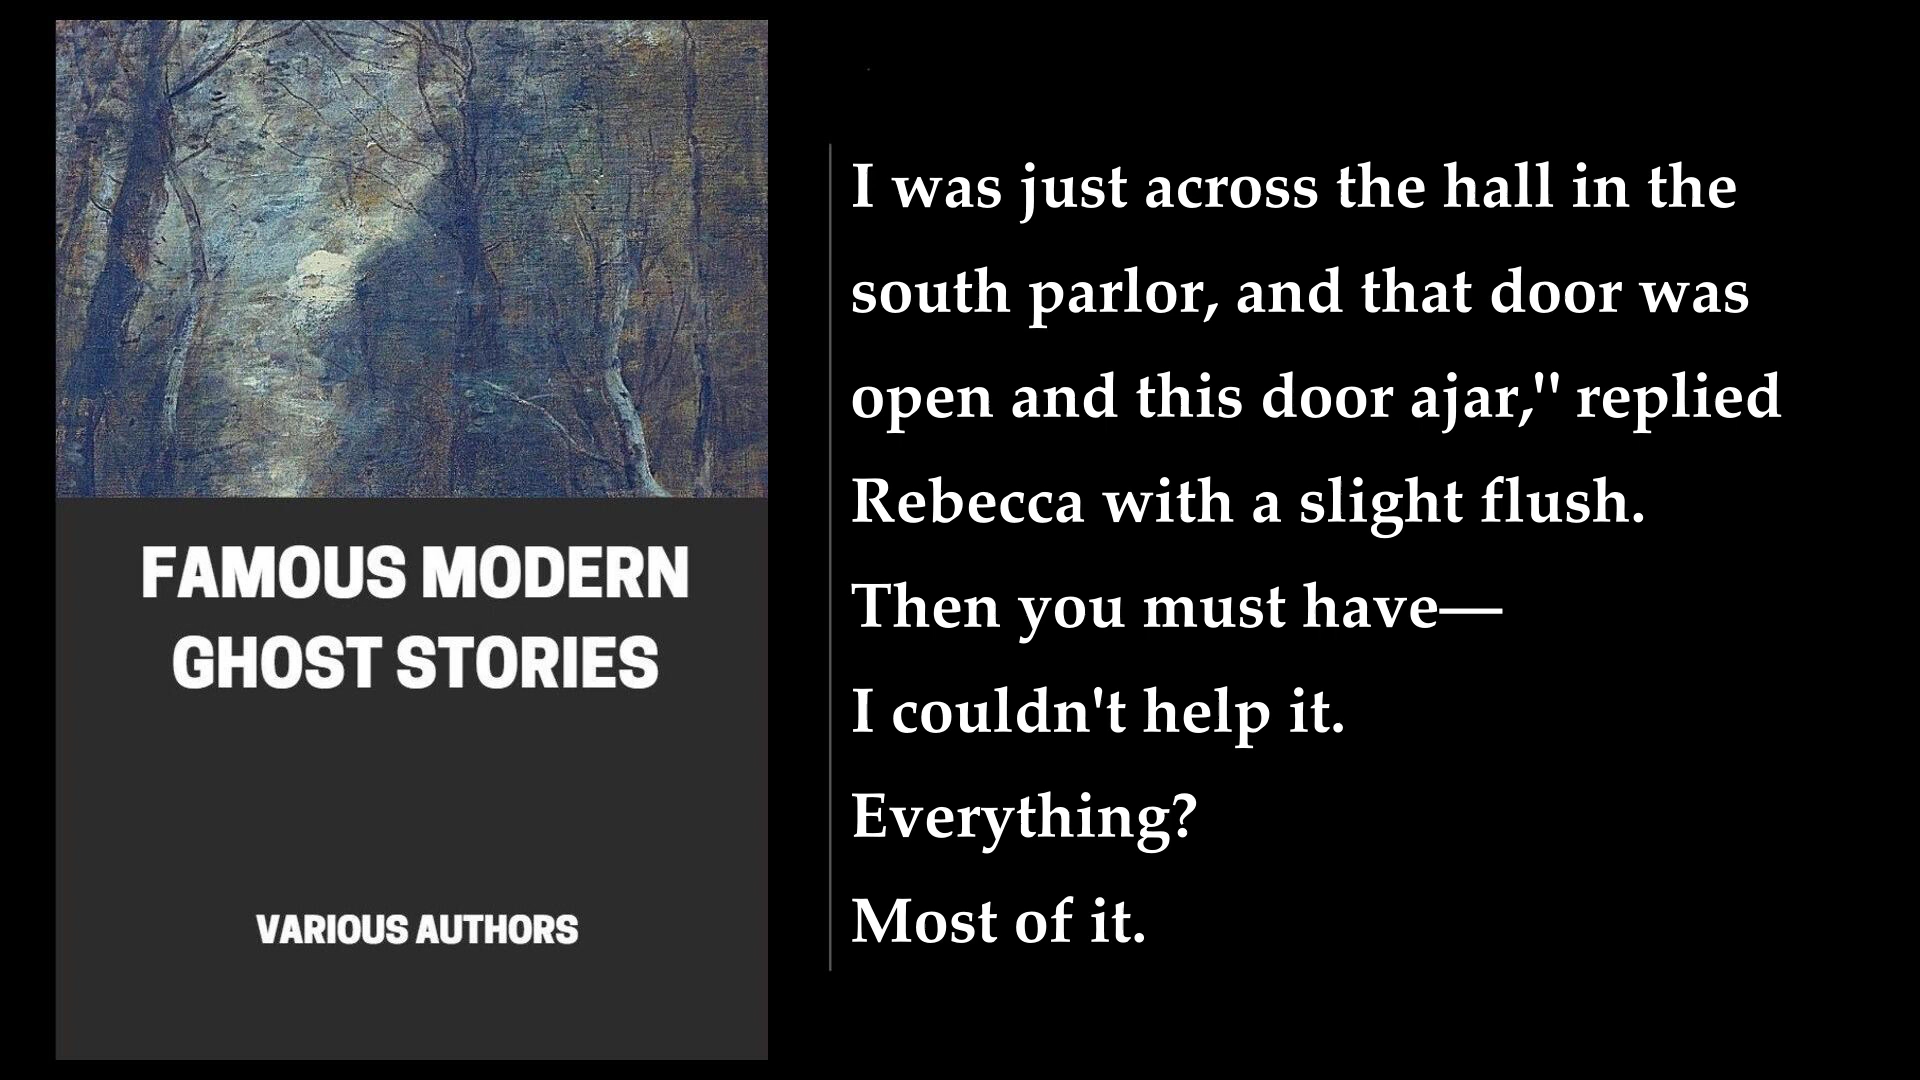 FAMOUS MODERN
GHOST STORIES
VARIOUS AUTHORS
I was just across the hall in the
south parlor, and that door was
open and this door ajar," replied
Rebecca with a slight flush.
Then you must have—
I couldn't help it.
Everything?
Most of it.